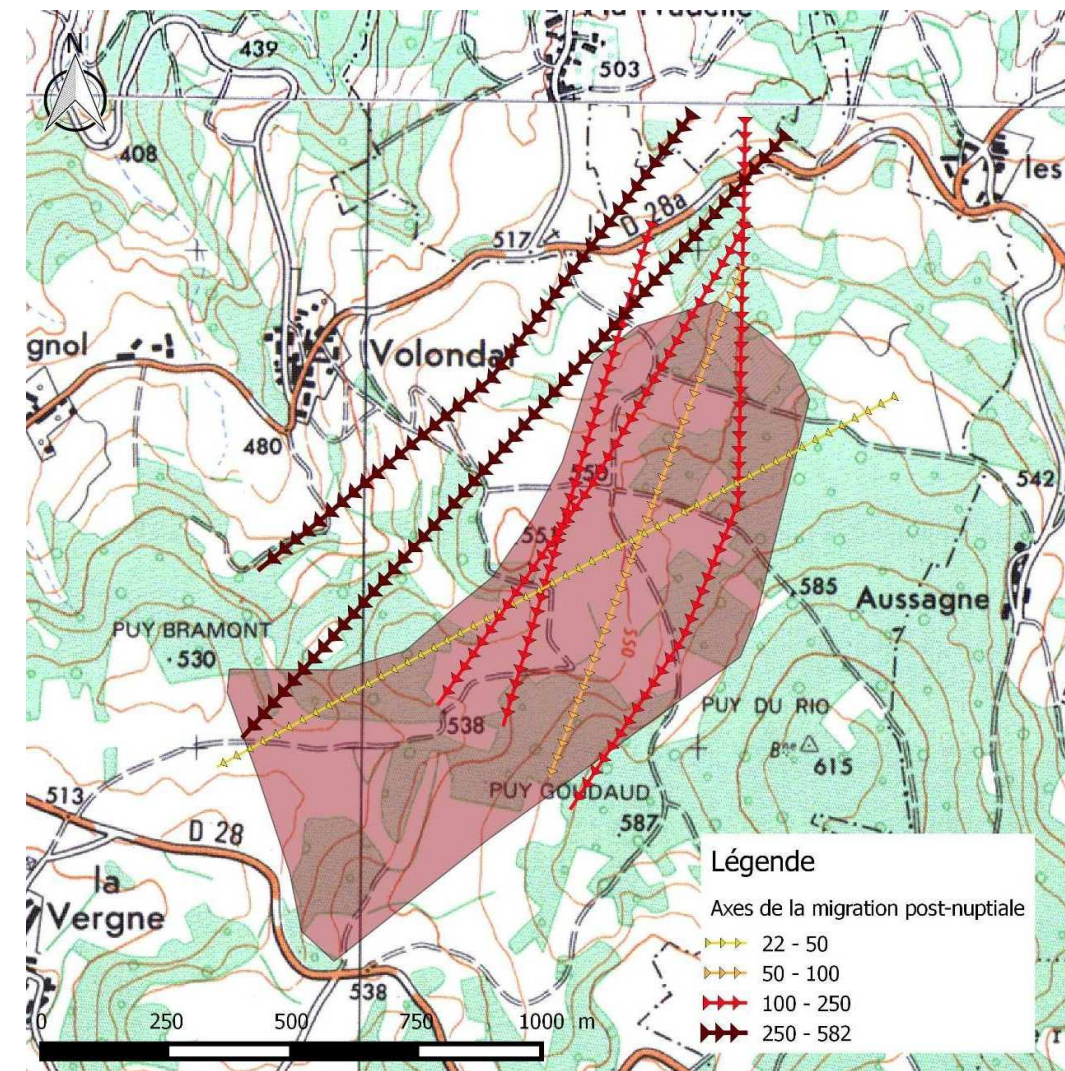 N
439
503
408
les
D 28a
517
gnol
Volondat
480
550
542
551
585
Aussagne
PUY BRAMONT
530
550
PUY DU RIO
538
Bne
615
513
PUY GOUDAUD
587
D 28
la
Vergne
538
Légende
Axes de la migration post-nuptiale
22 - 50
50 - 100
100 - 250
250 - 582
0 250 500 750 1000 m